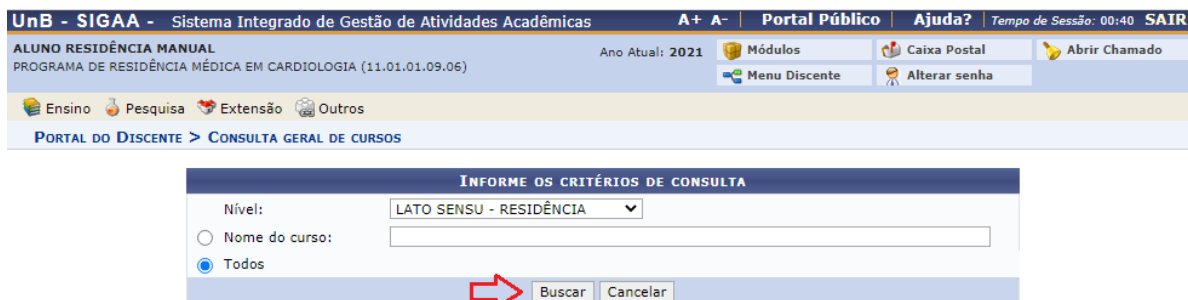 UnB - SIGAA - Sistema Integrado de Gestão de Atividades Acadêmicas A+ A- | Portal Público | Ajuda? | Tempo de Sessão: 00:40 SAIR
ALUNO RESIDÊNCIA MANUAL Ano Atual: 2021 Módulos Caixa Postal Abrir Chamado
PROGRAMA DE RESIDÊNCIA MÉDICA EM CARDIOLOGIA (11.01.01.09.06) Menu Discente Alterar senha
Ensino Pesquisa Extensão Outros
PORTAL DO DISCENTE > CONSULTA GERAL DE CURSOS
INFORME OS CRITÉRIOS DE CONSULTA
Nível: LATO SENSU - RESIDÊNCIA
Nome do curso:
Todos
Buscar Cancelar